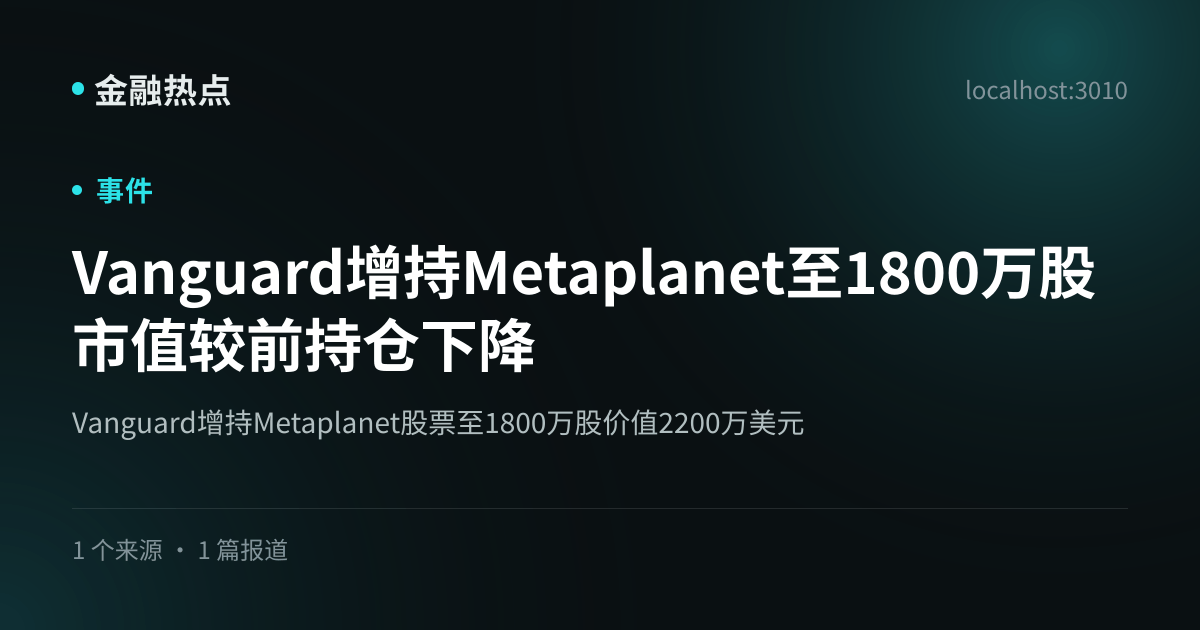 金融热点
localhost:3010
事件
Vanguard增持Metaplanet至1800万股
市值较前持仓下降
Vanguard增持Metaplanet股票至1800万股价值2200万美元
1 个来源 · 1 篇报道